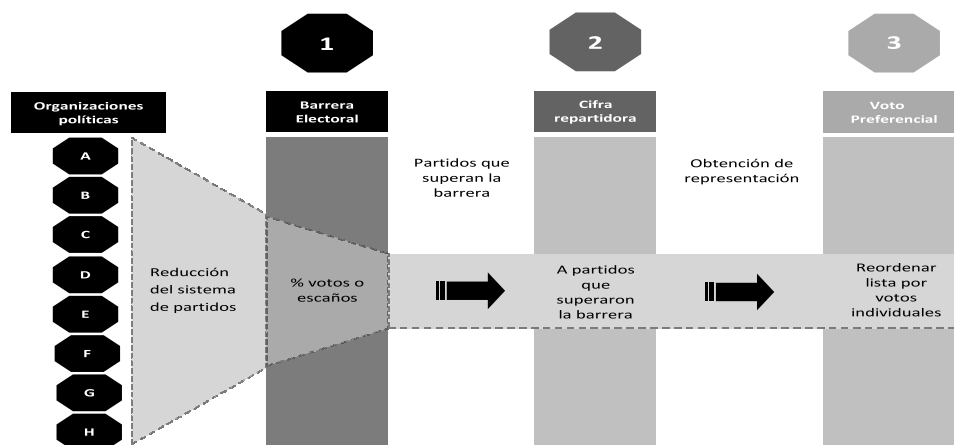 1
2
3
Organizaciones
políticas
Barrera
Electoral
Cifra
repartidora
Voto
Preferencial
A
B
C
D
E
F
G
H
Reducción
del sistema
de partidos
% votos o
escaños
Partidos que
superan la
barrera
A partidos
que
superaron
la barrera
Obtención de
representación
Reordenar
lista por
votos
individuales